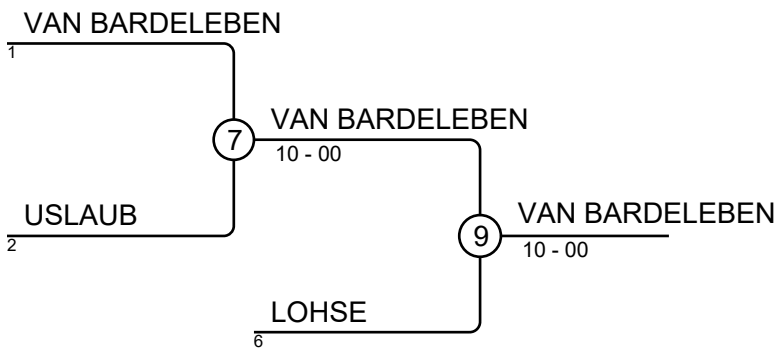 VAN BARDELEBEN
1
7
VAN BARDELEBEN
10 - 00
USLAUB
2
9
VAN BARDELEBEN
10 - 00
LOHSE
6